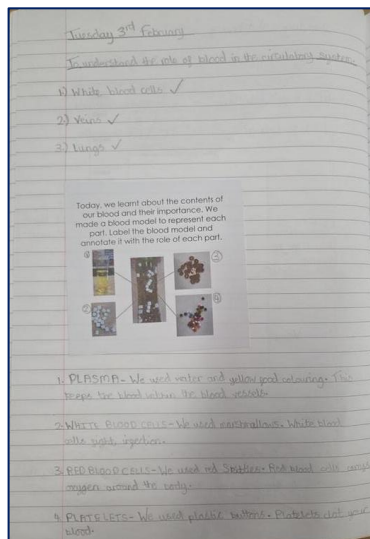 Tuesday 3rd February
To understand the role of blood in the circulatory system.
1.) White blood cells ✓
2.) Veins ✓
3.) Lungs ✓
Today, we learnt about the contents of
our blood and their importance. We
made a blood model to represent each
part. Label the blood model and
annotate it with the role of each part.
1. PLASMA - We used water and yellow food colouring. This
keeps the blood within the blood vessels.
2. WHITE BLOOD CELLS - We used marshmallows. White blood
cells fight, infection.
3. RED BLOOD CELLS - We used red Skittles. Red blood cells
oxygen around the body.
4. PLATELETS - We used plastic buttons. Platelets clot your
blood.